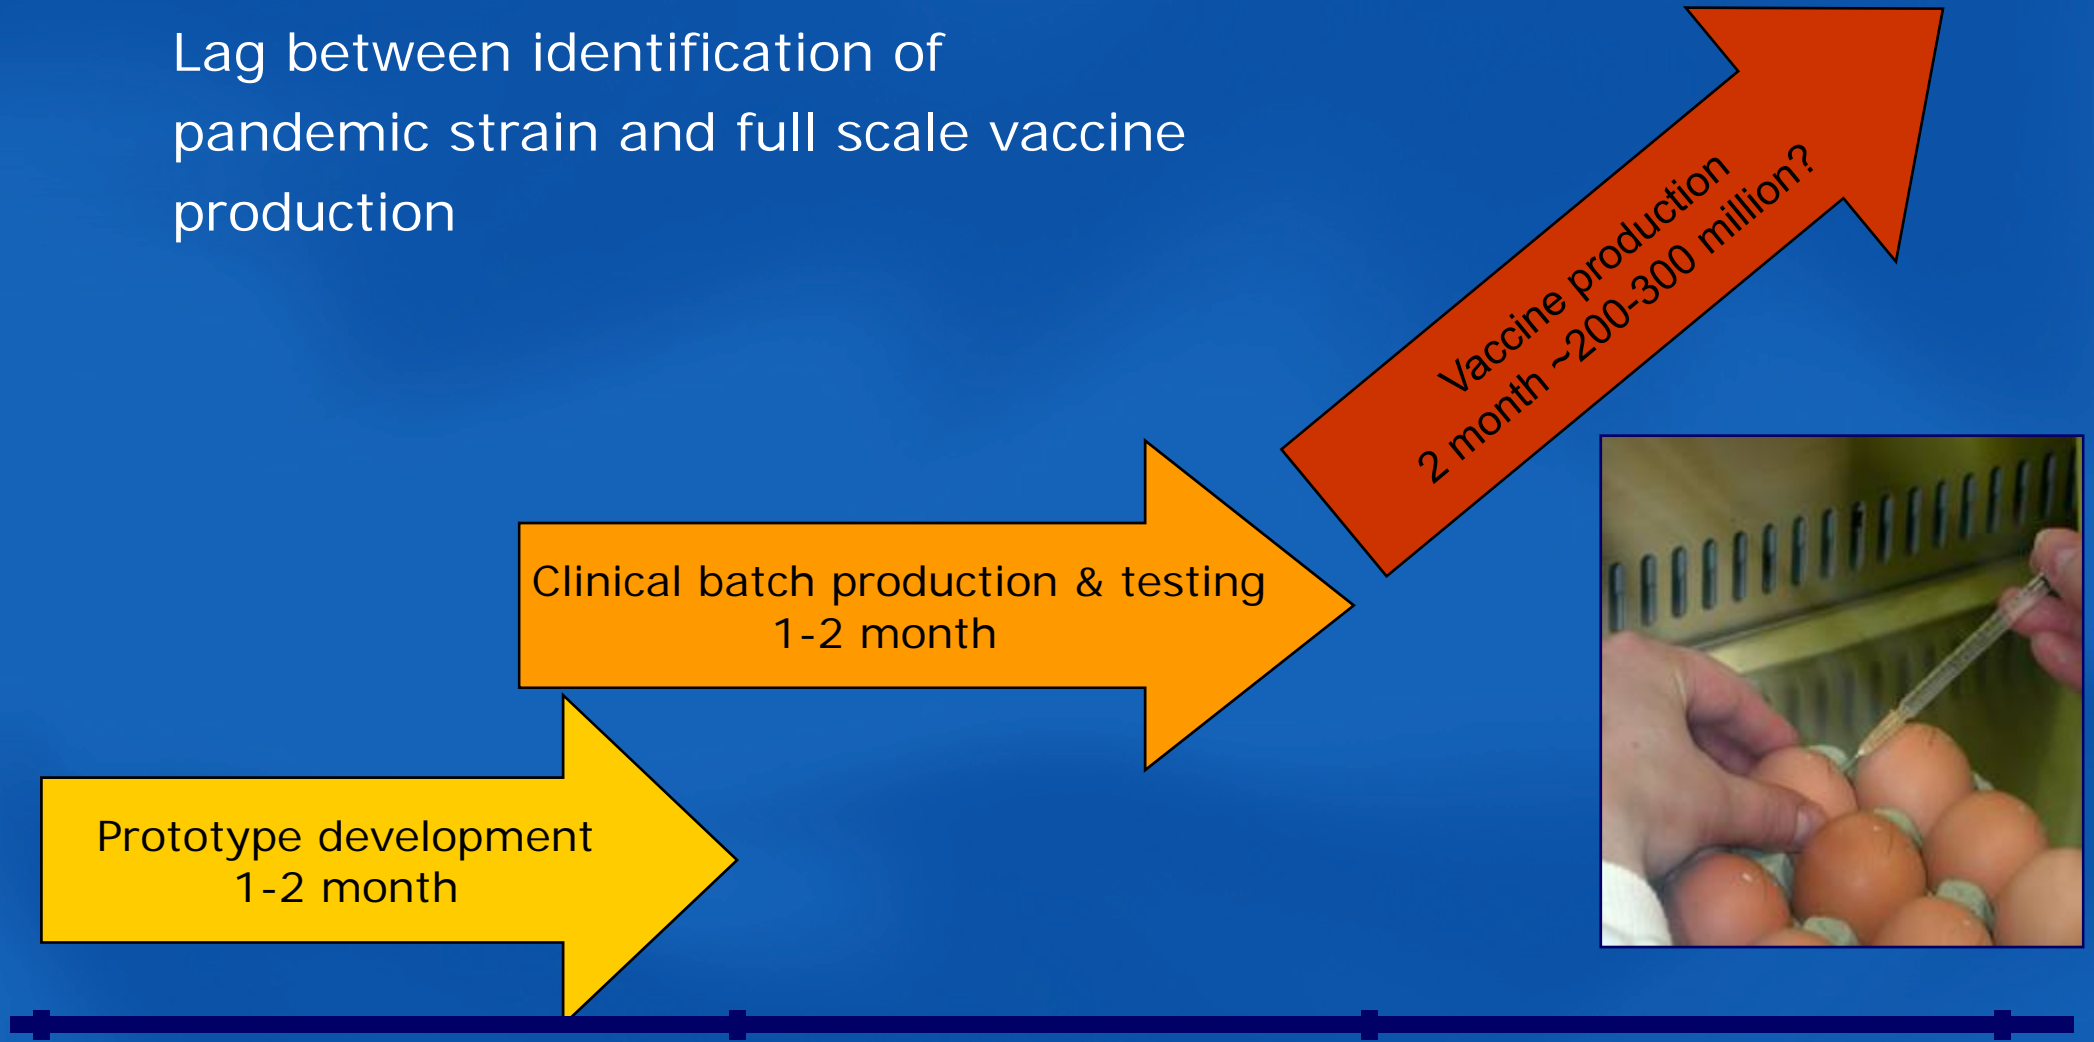 Lag between identification of
pandemic strain and full scale vaccine
production
Vaccine production
2 month ~200-300 million?
Clinical batch production & testing
1-2 month
Prototype development
1-2 month